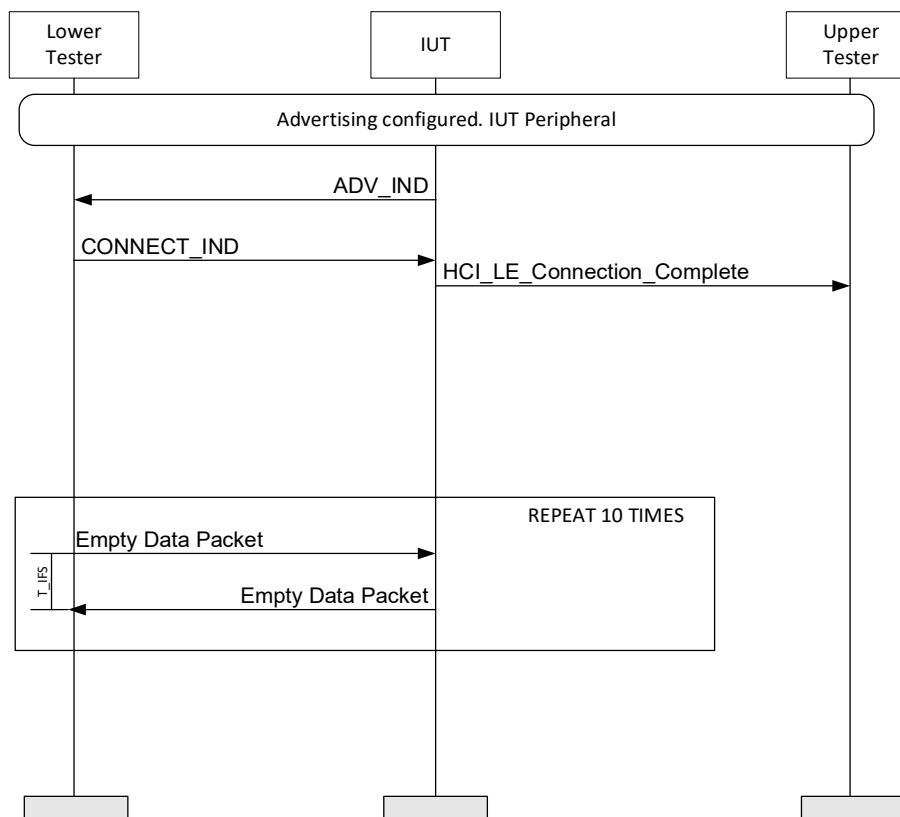 Lower
Tester
IUT
Upper
Tester
Advertising configured. IUT Peripheral
ADV_IND
CONNECT_IND
HCI_LE_Connection_Complete
REPEAT 10 TIMES
Empty Data Packet
T_IFS
Empty Data Packet